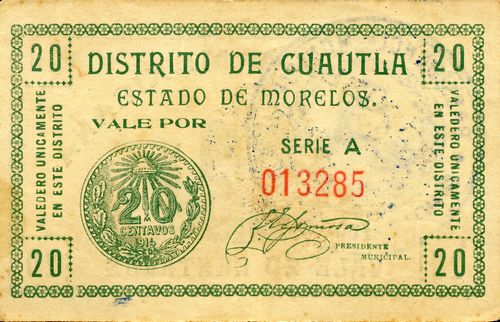 20
DISTRITO DE CUAUTLA
20
ESTADO DE MORELOS.
VALE POR
SERIE A
013285
VALEDERO UNICAMENTE
EN ESTE DISTRITO
VALEDERO UNICAMENTE
EN ESTE DISTRITO
20
CENTAVOS
1914
PRESIDENTE
MUNICIPAL.
20
20